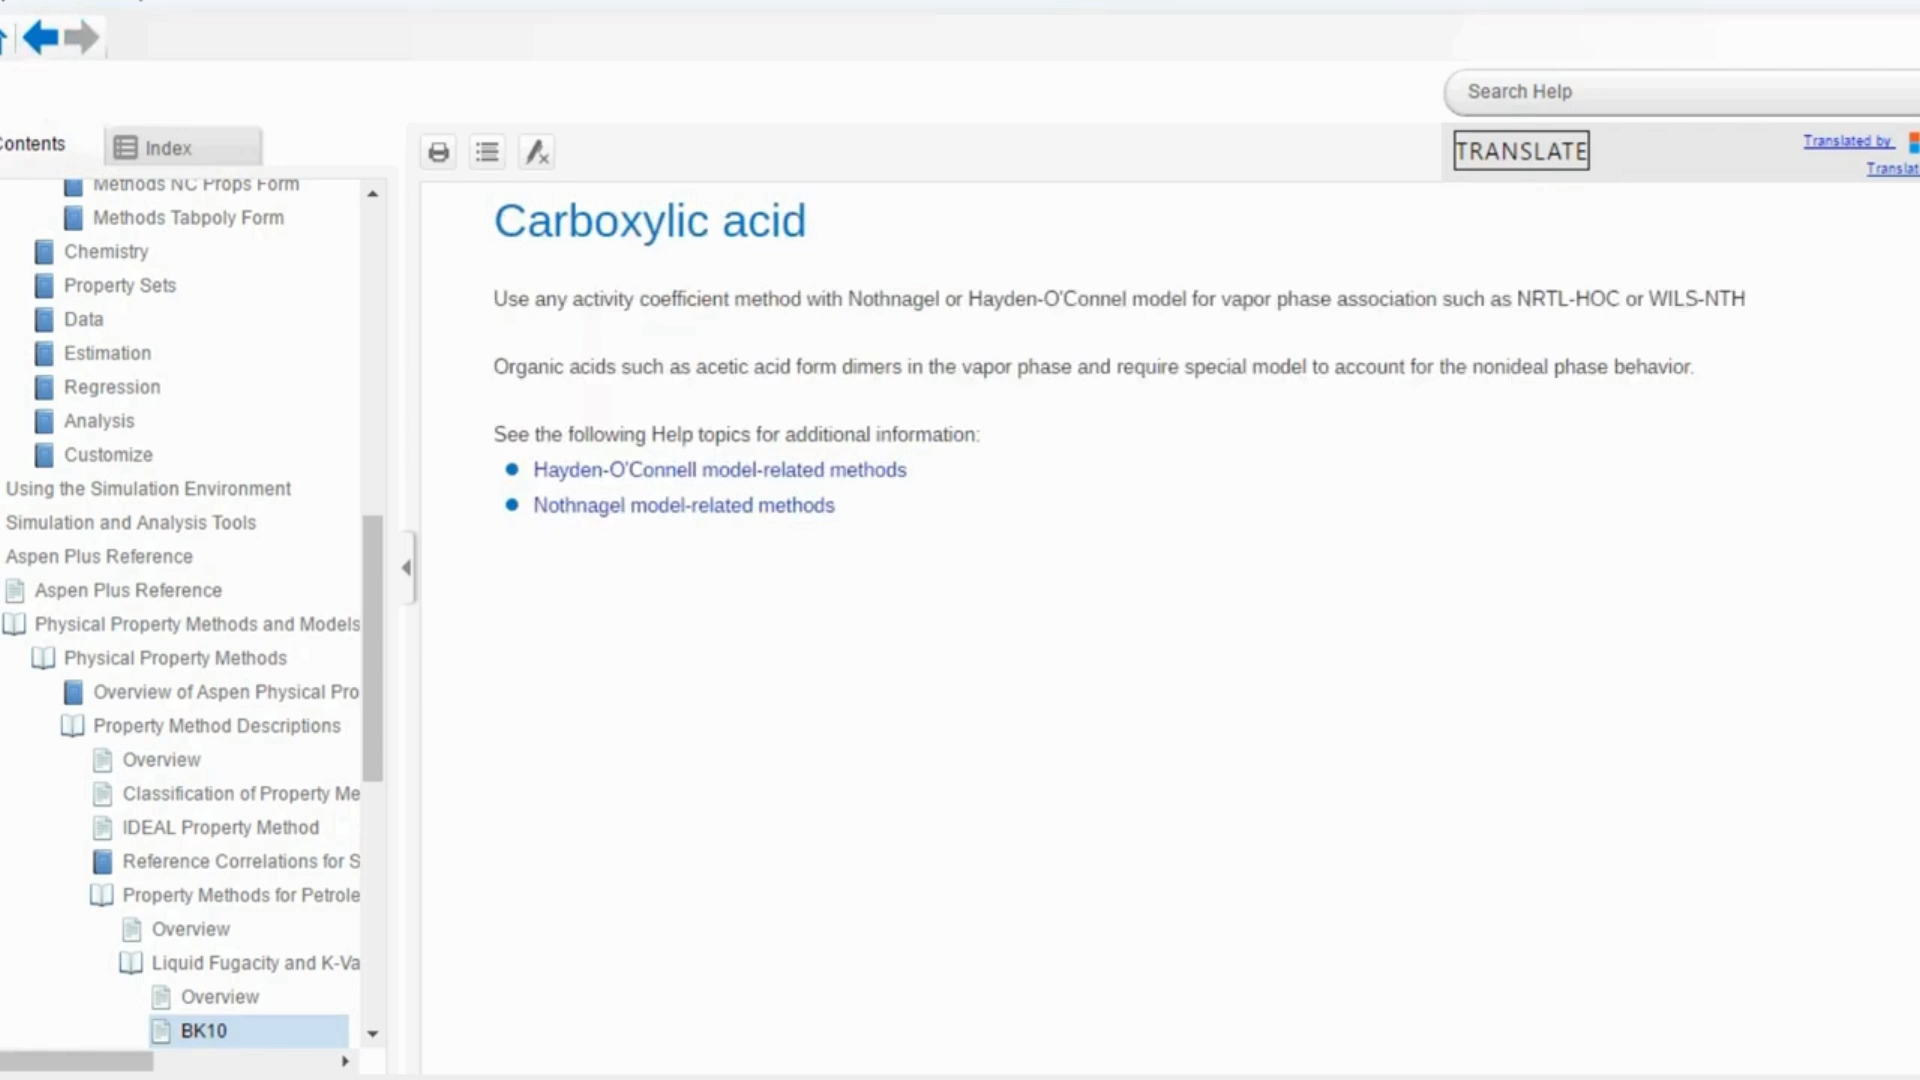 Search Help
Contents
Index
TRANSLATE
Translated by
Translat
Methods NC Props Form
Methods Tabpoly Form
Chemistry
Property Sets
Data
Estimation
Regression
Analysis
Customize
Using the Simulation Environment
Simulation and Analysis Tools
Aspen Plus Reference
Aspen Plus Reference
Physical Property Methods and Models
Physical Property Methods
Overview of Aspen Physical Pro
Property Method Descriptions
Overview
Classification of Property Me
IDEAL Property Method
Reference Correlations for S
Property Methods for Petrole
Overview
Liquid Fugacity and K-Va
Overview
BK10
Carboxylic acid
Use any activity coefficient method with Nothnagel or Hayden-O'Connel model for vapor phase association such as NRTL-HOC or WILS-NTH
Organic acids such as acetic acid form dimers in the vapor phase and require special model to account for the nonideal phase behavior.
See the following Help topics for additional information:
Hayden-O'Connell model-related methods
Nothnagel model-related methods